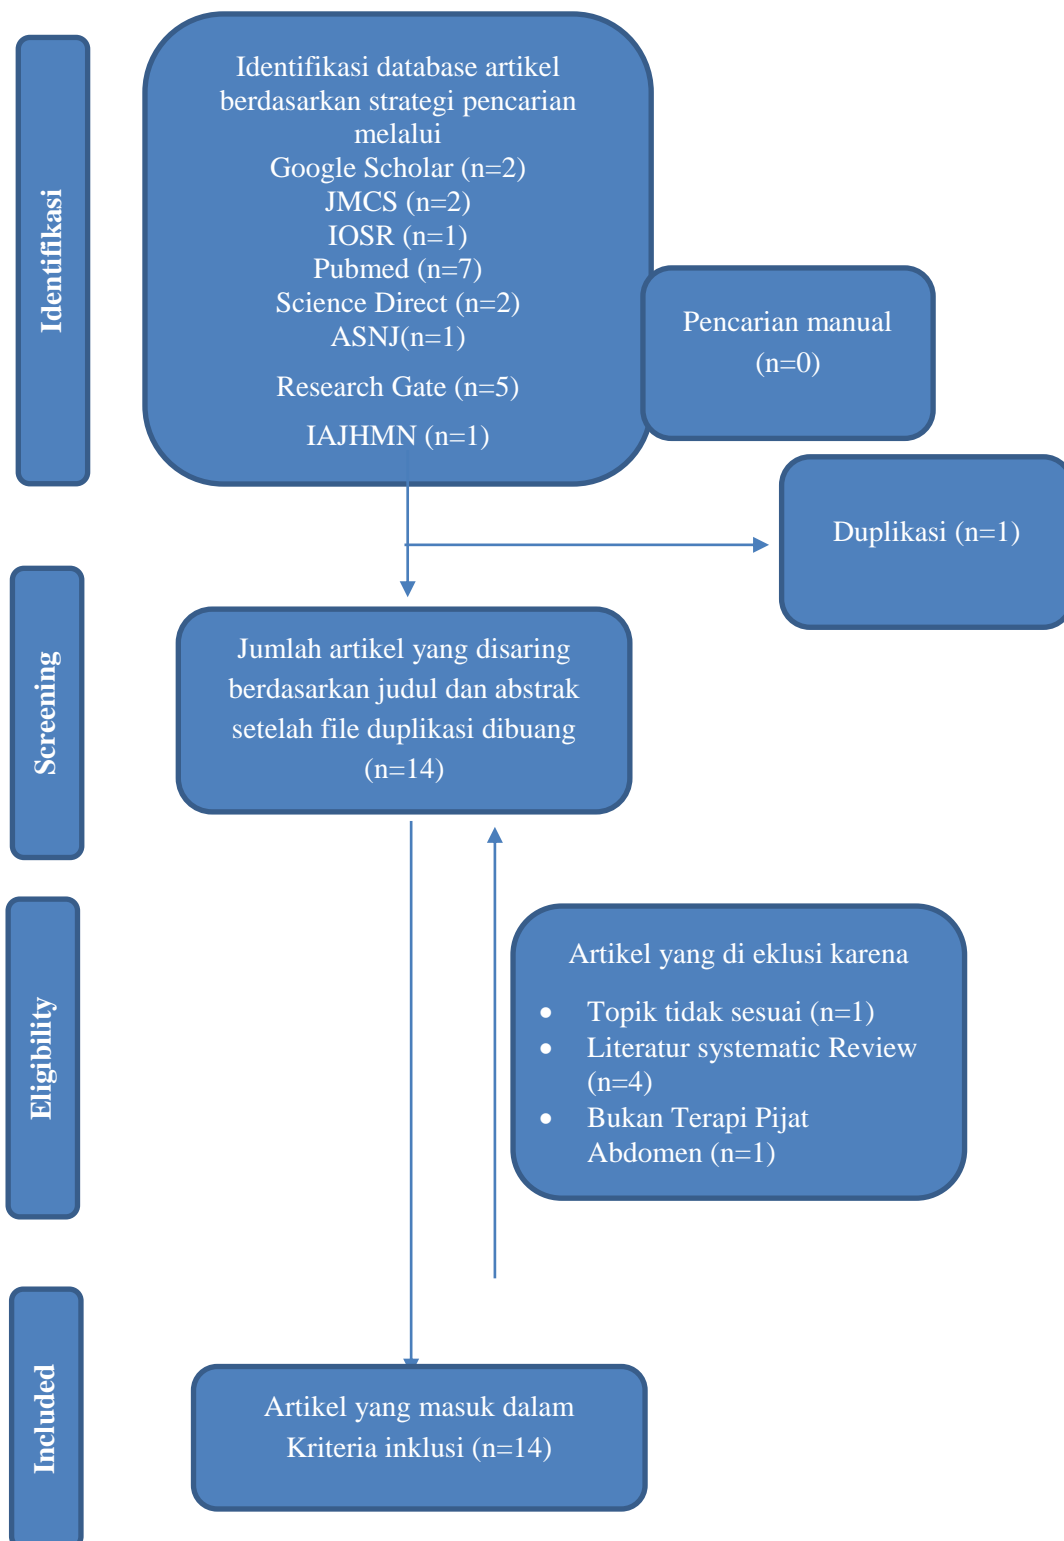 Identifikasi
Identifikasi database artikel
berdasarkan strategi pencarian
melalui
Google Scholar (n=2)
JMCS (n=2)
IOSR (n=1)
Pubmed (n=7)
Science Direct (n=2)
ASNJ(n=1)
Research Gate (n=5)
IAJHMN (n=1)
Pencarian manual
(n=0)
Duplikasi (n=1)
Screening
Jumlah artikel yang disaring
berdasarkan judul dan abstrak
setelah file duplikasi dibuang
(n=14)
Eligibility
Artikel yang di eklusi karena
• Topik tidak sesuai (n=1)
• Literatur systematic Review
(n=4)
• Bukan Terapi Pijat
Abdomen (n=1)
Included
Artikel yang masuk dalam
Kriteria inklusi (n=14)